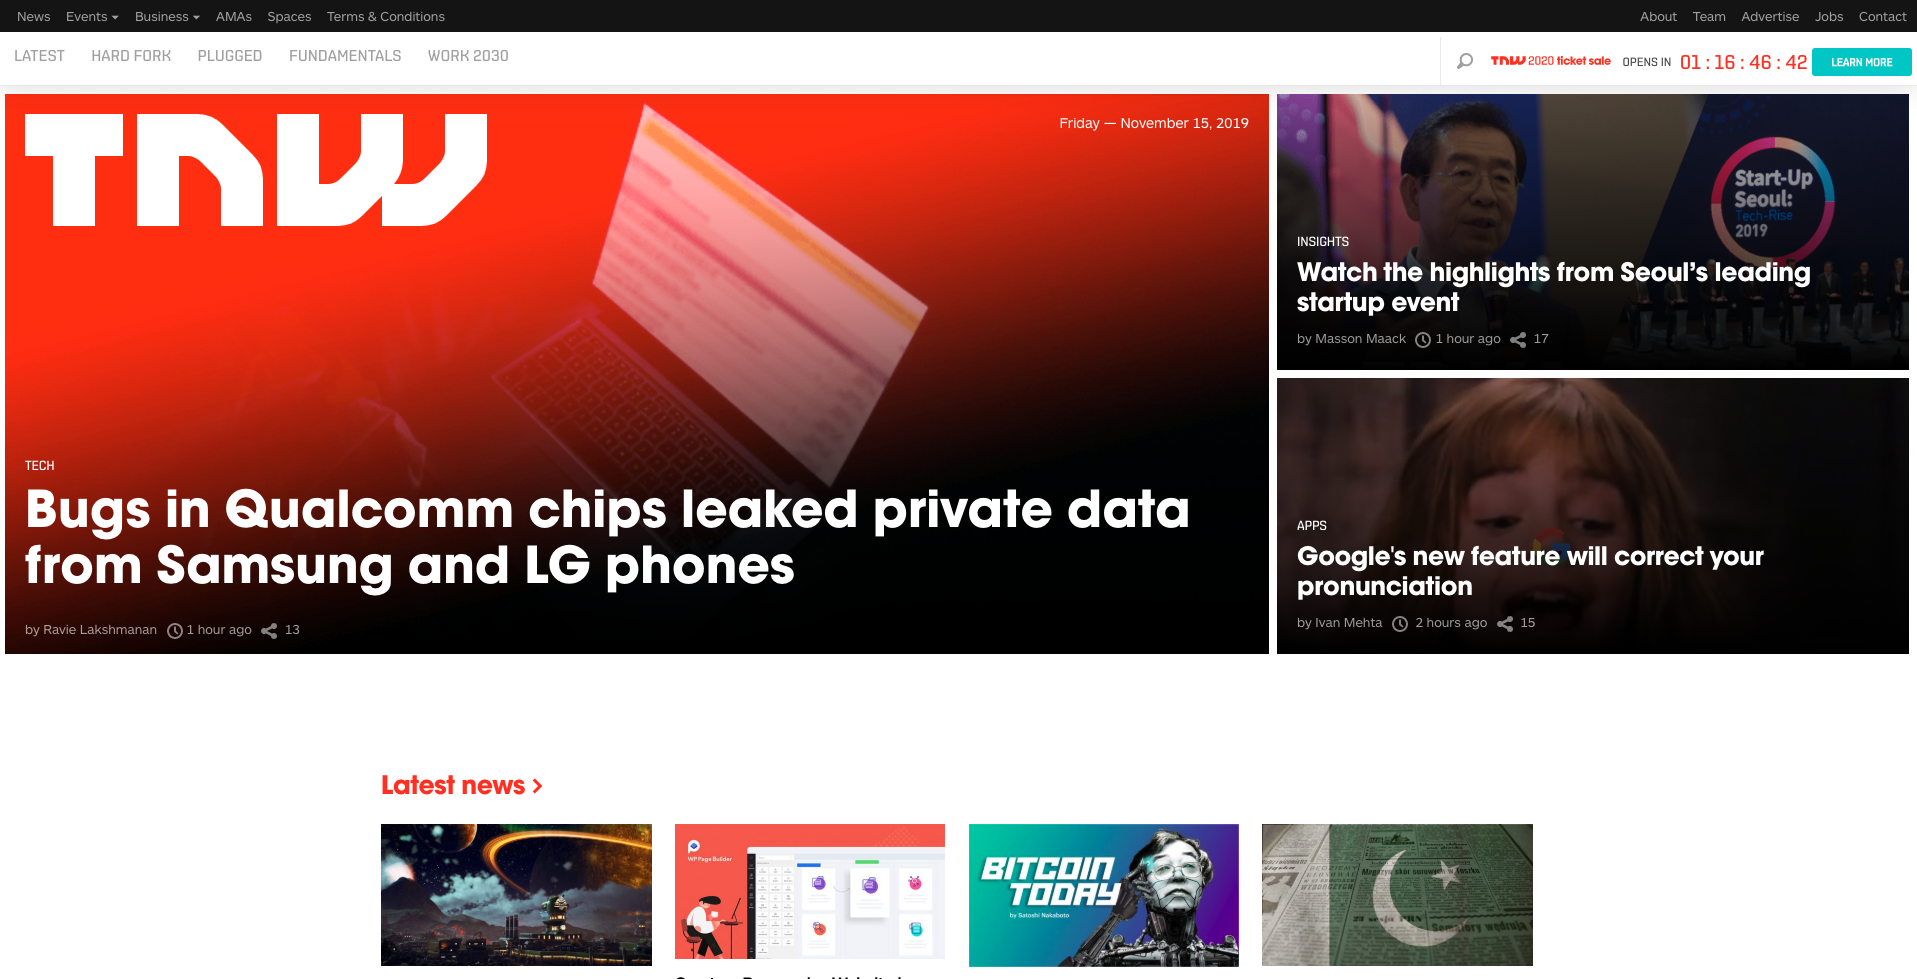 News Events Business AMAs Spaces Terms & Conditions About Team Advertise Jobs Contact
LATEST HARD FORK PLUGGED FUNDAMENTALS WORK 2030
TNW 2020 ticket sale OPENS IN 01 : 16 : 46 : 42 LEARN MORE
TNW
Friday — November 15, 2019
TECH
Bugs in Qualcomm chips leaked private data
from Samsung and LG phones
by Ravie Lakshmanan 1 hour ago 13
Start-Up
Seoul:
Tech-Rise
2019
INSIGHTS
Watch the highlights from Seoul’s leading
startup event
by Masson Maack 1 hour ago 17
APPS
Google's new feature will correct your
pronunciation
by Ivan Mehta 2 hours ago 15
Latest news
WP Page Builder
BITCOIN
TODAY
by Satoshi Nakaboto